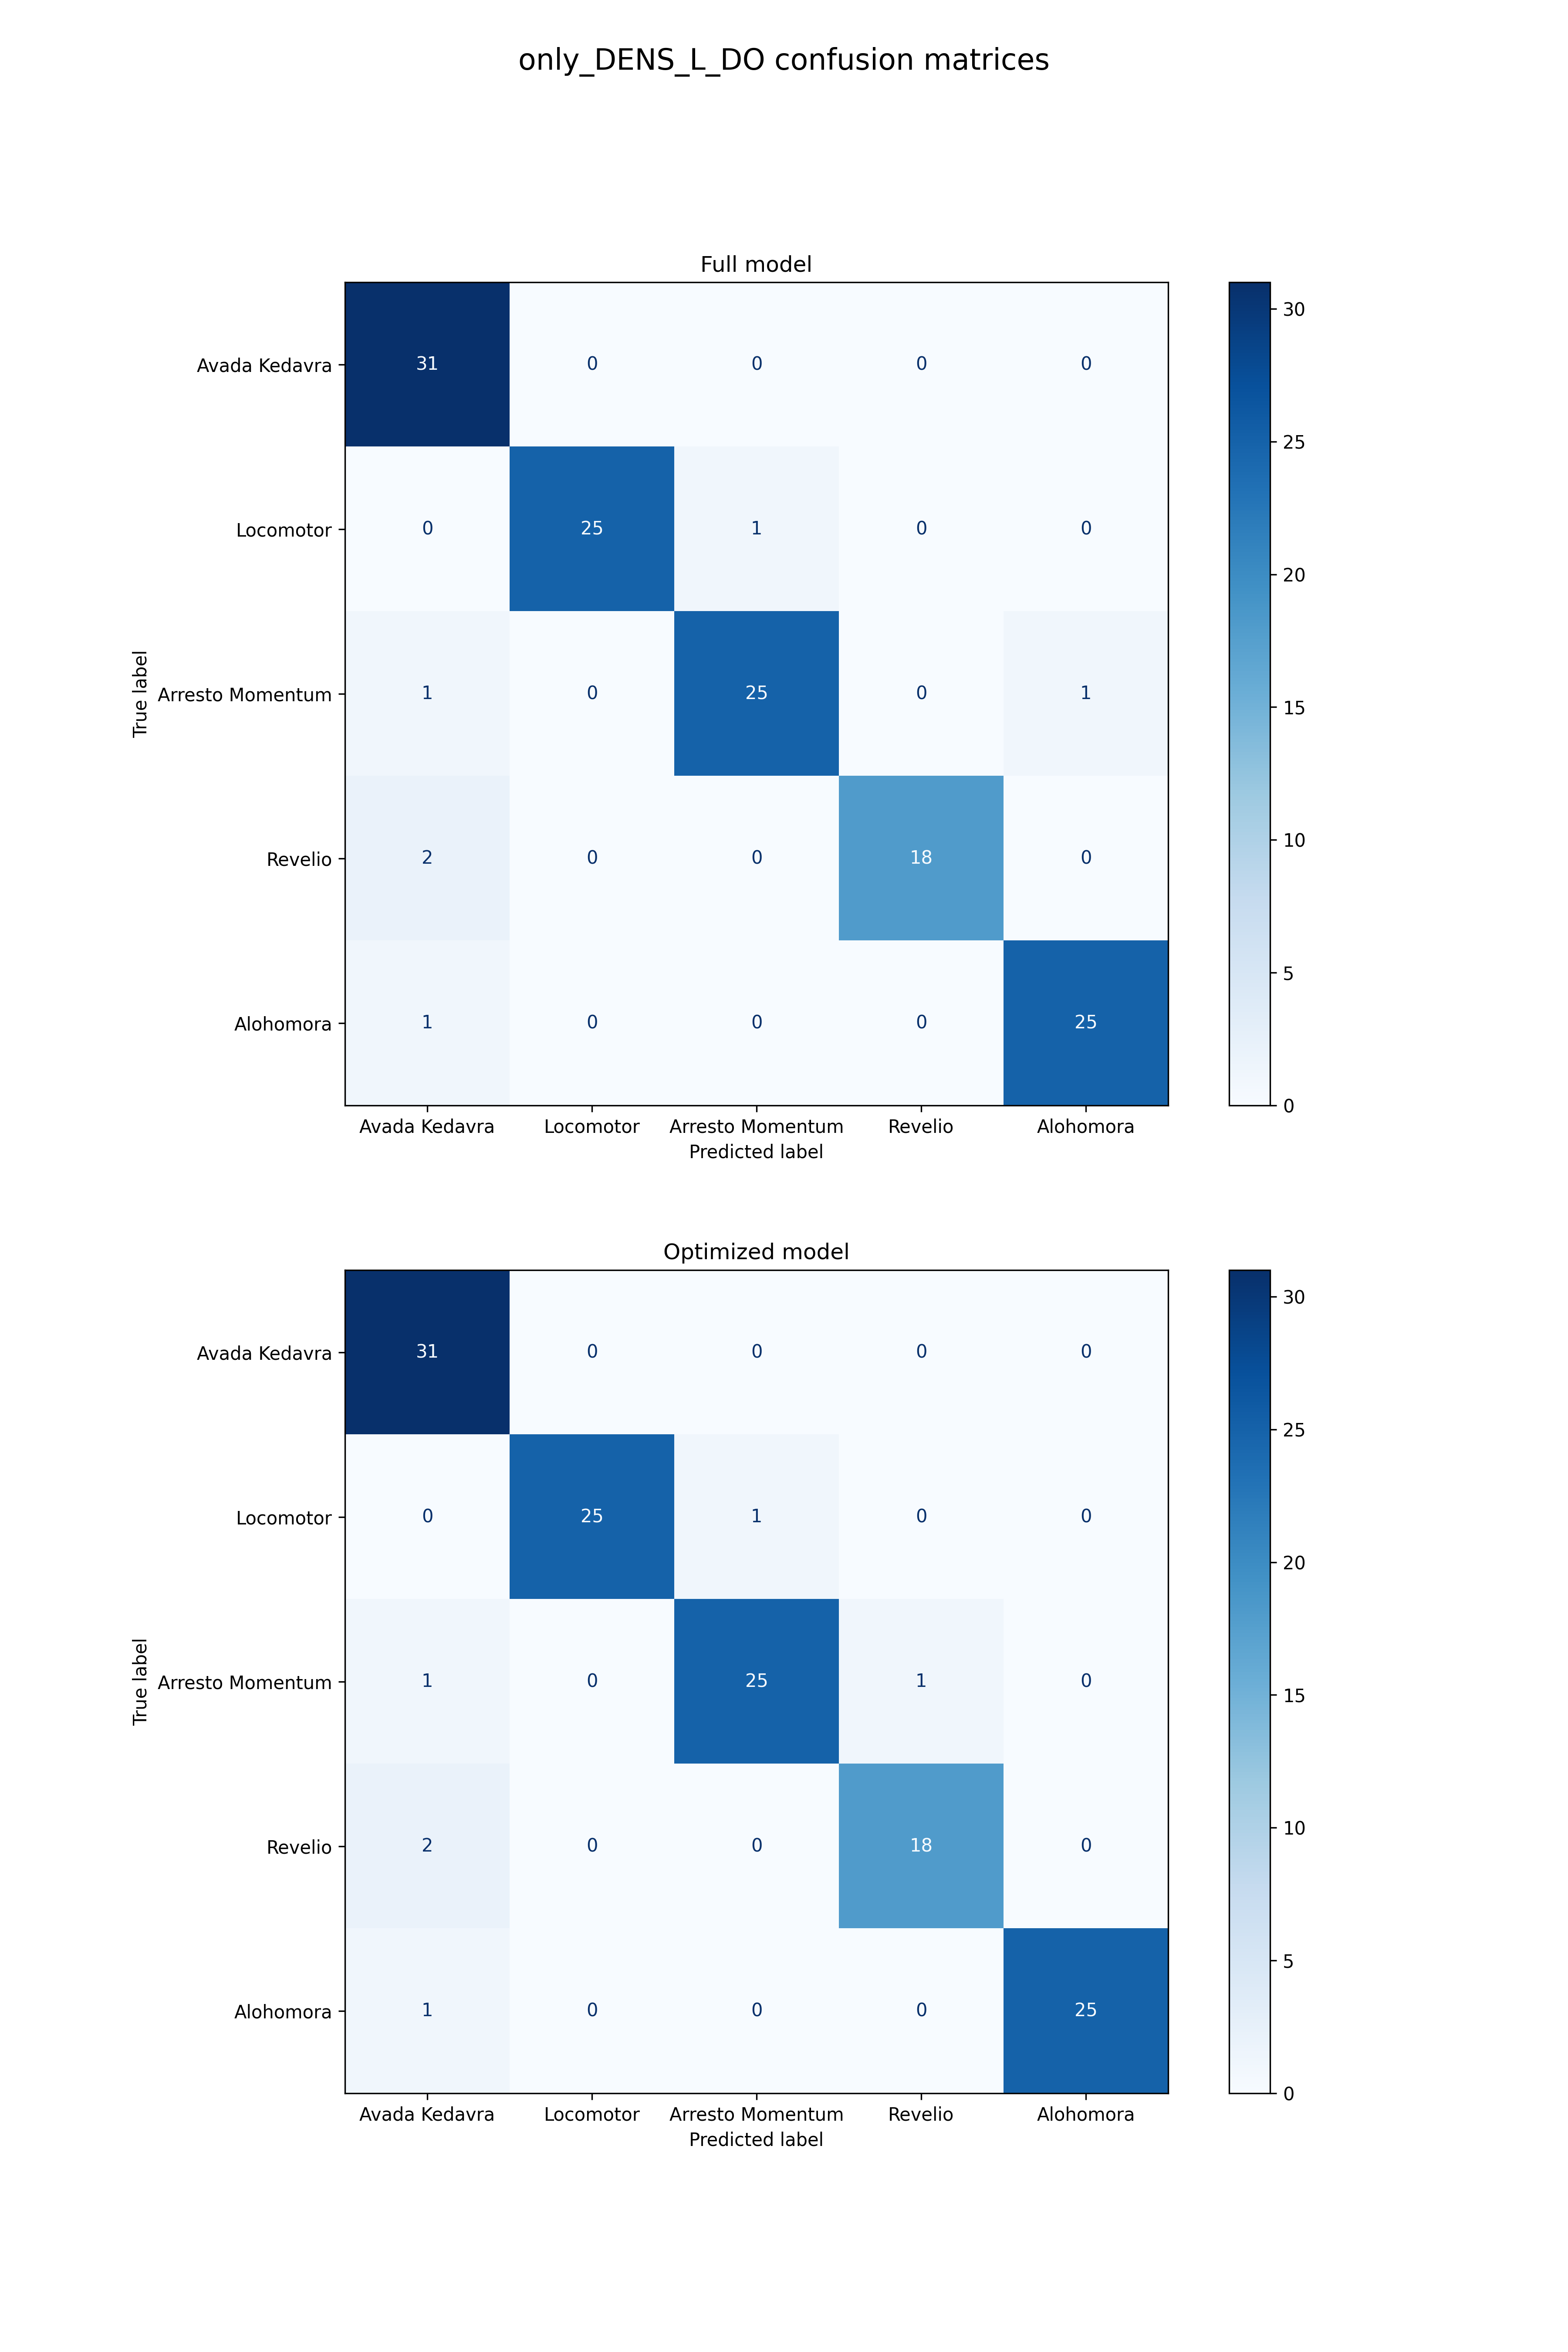 only_DENS_L_DO confusion matrices
Full model
Avada Kedavra 31 0 0 0 0
Locomotor 0 25 1 0 0
Arresto Momentum 1 0 25 0 1
Revelio 2 0 0 18 0
Alohomora 1 0 0 0 25
True label
Avada Kedavra Locomotor Arresto Momentum Revelio Alohomora
Predicted label
30
25
20
15
10
5
0
Optimized model
Avada Kedavra 31 0 0 0 0
Locomotor 0 25 1 0 0
Arresto Momentum 1 0 25 1 0
Revelio 2 0 0 18 0
Alohomora 1 0 0 0 25
True label
Avada Kedavra Locomotor Arresto Momentum Revelio Alohomora
Predicted label
30
25
20
15
10
5
0